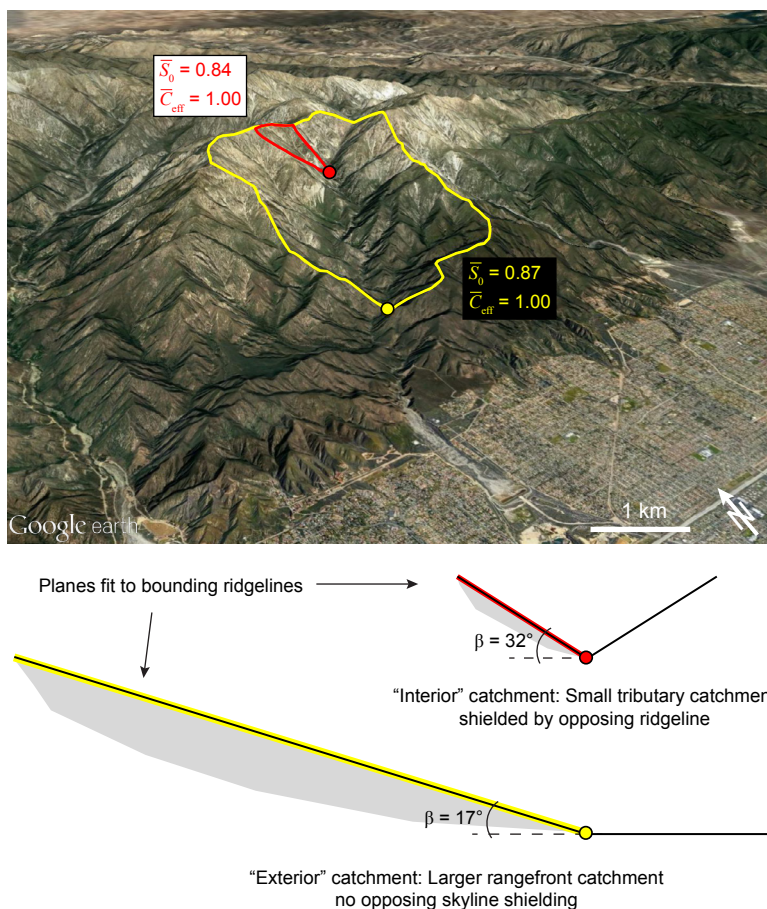 S̅₀ = 0.84
C̅eff = 1.00
S̅₀ = 0.87
C̅eff = 1.00
1 km
N
Google earth
Planes fit to bounding ridgelines
β = 32°
“Interior” catchment: Small tributary catchmen
shielded by opposing ridgeline
β = 17°
“Exterior” catchment: Larger rangefront catchment
no opposing skyline shielding